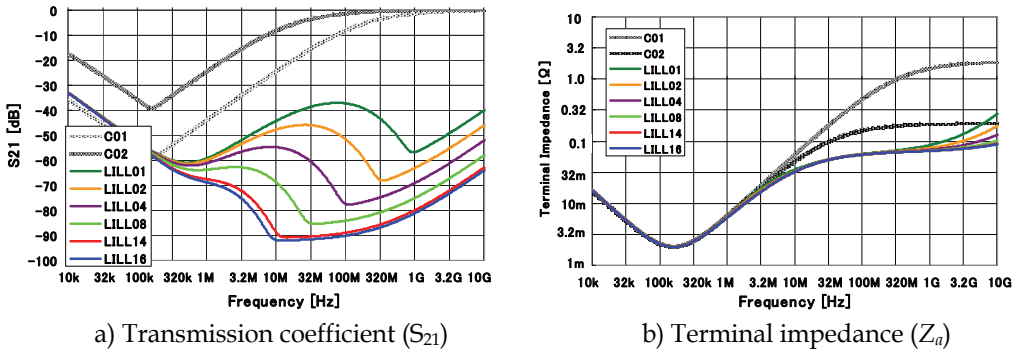 0
-10
-20
-30
-40
-50
-60
-70
-80
-90
-100
S21 [dB]
C01
C02
LILL01
LILL02
LILL04
LILL08
LILL14
LILL16
10k 32k 100k 320k 1M 3.2M 10M 32M 100M 320M 1G 3.2G 10G
Frequency [Hz]
a) Transmission coefficient (S21)
10
3.2
1.0
0.32
0.1
32m
10m
3.2m
1m
Terminal Impedance [Ω]
C01
C02
LILL01
LILL02
LILL04
LILL08
LILL14
LILL16
10k 32k 100k 320k 1M 3.2M 10M 32M 100M 320M 1G 3.2G 10G
Frequency [Hz]
b) Terminal impedance (Za)